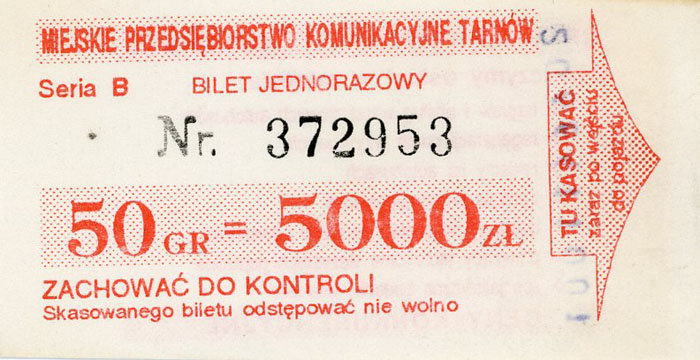 MIEJSKIE PRZEDSIĘBIORSTWO KOMUNIKACYJNE TARNÓW
Seria B BILET JEDNORAZOWY
Nr. 372953
50 GR = 5000 ZŁ
ZACHOWAĆ DO KONTROLI
Skasowanego biletu odstępować nie wolno
TU KASOWAĆ
zaraz po wejściu
do pojazdu